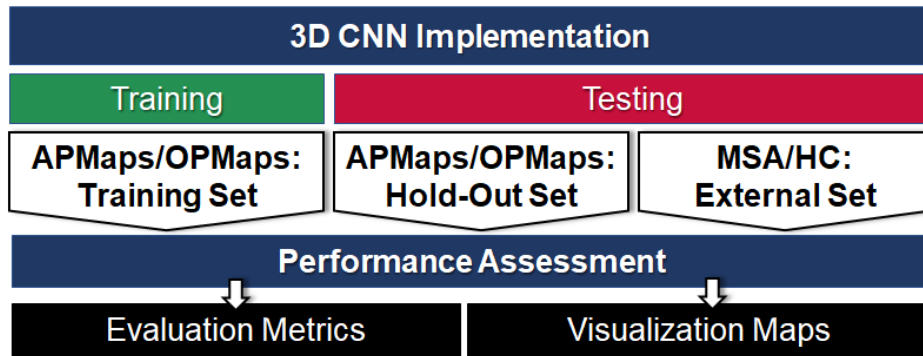 3D CNN Implementation
Training
Testing
APMaps/OPMaps:
Training Set
APMaps/OPMaps:
Hold-Out Set
MSA/HC:
External Set
Performance Assessment
Evaluation Metrics
Visualization Maps